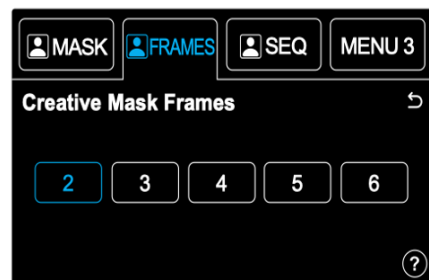 MASK FRAMES SEQ MENU 3
Creative Mask Frames
2 3 4 5 6
?